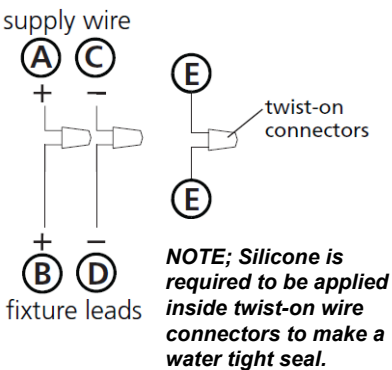 supply wire
A C
+ −
E
twist-on
connectors
E
+ −
B D
fixture leads
NOTE; Silicone is
required to be applied
inside twist-on wire
connectors to make a
water tight seal.